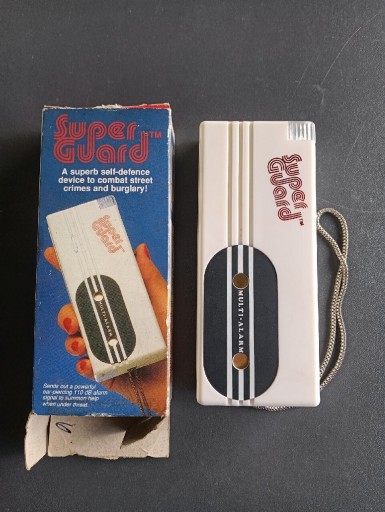 Super
Guard™
A superb self-defence
device to combat street
crimes and burglary!
Super
Guard
MULTI-ALARM
Sends out a powerful
ear-piercing 110 dB alarm
signal to summon help
when under threat.
Super
Guard™
MULTI-ALARM